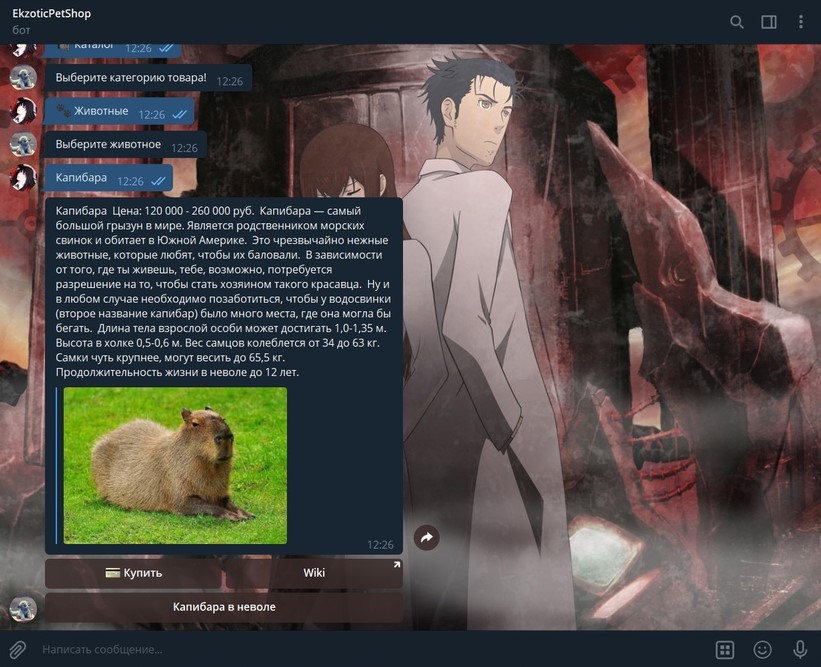 EkzoticPetShop
бот
Каталог 12:26
Выберите категорию товара! 12:26
Животные 12:26
Выберите животное 12:26
Капибара 12:26
Капибара  Цена: 120 000 - 260 000 руб.  Капибара — самый
большой грызун в мире. Является родственником морских
свинок и обитает в Южной Америке.  Это чрезвычайно нежные
животные, которые любят, чтобы их баловали.  В зависимости
от того, где ты живешь, тебе, возможно, потребуется
разрешение на то, чтобы стать хозяином такого красавца.  Ну и
в любом случае необходимо позаботиться, чтобы у водосвинки
(второе название капибар) было много места, где она могла бы
бегать.  Длина тела взрослой особи может достигать 1,0-1,35 м.
Высота в холке 0,5-0,6 м. Вес самцов колеблется от 34 до 63 кг.
Самки чуть крупнее, могут весить до 65,5 кг.
Продолжительность жизни в неволе до 12 лет.
12:26
Купить
Wiki
Капибара в неволе
Написать сообщение...